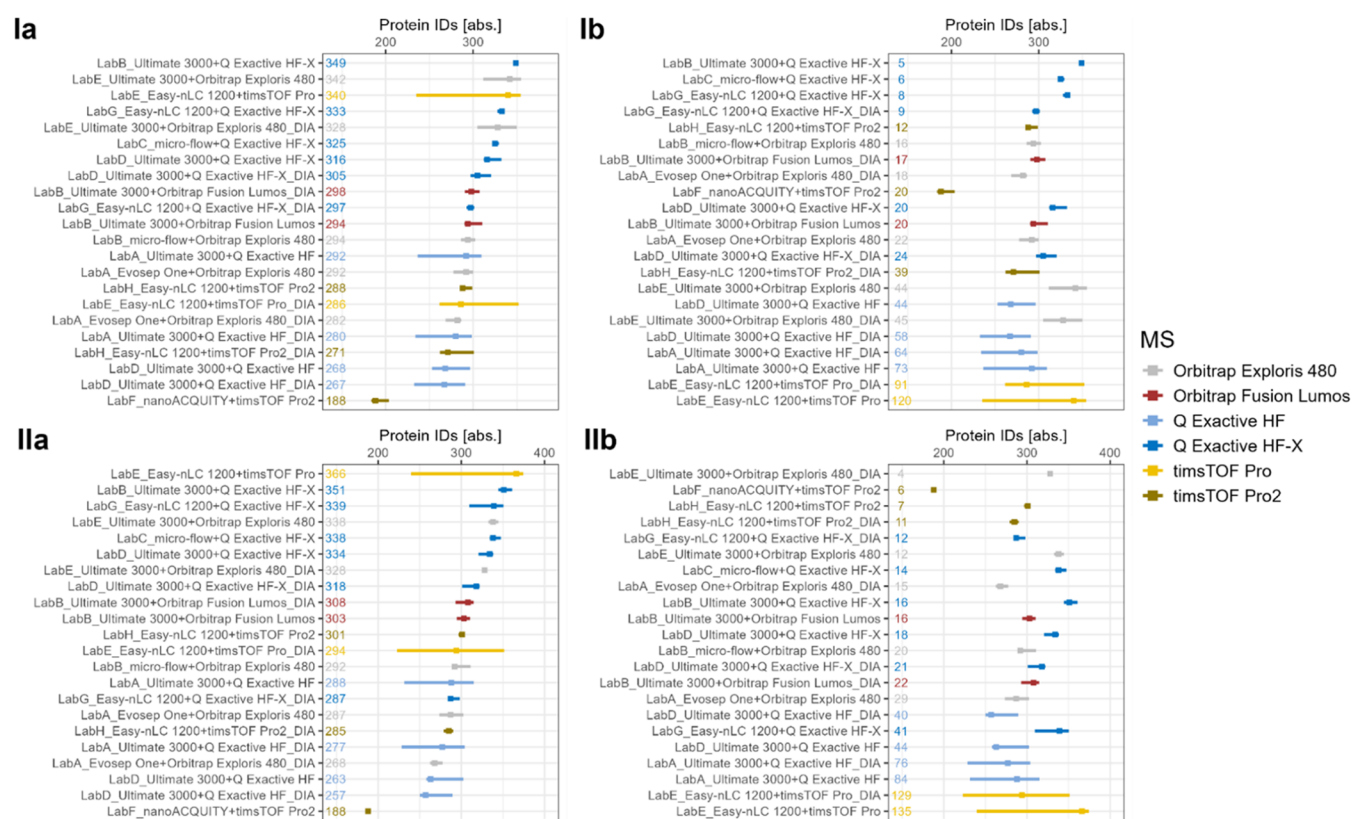 Ia
Protein IDs [abs.]
200 300
LabB_Ultimate 3000+Q Exactive HF-X 349
LabE_Ultimate 3000+Orbitrap Exploris 480 342
LabE_Easy-nLC 1200+timsTOF Pro 340
LabG_Easy-nLC 1200+Q Exactive HF-X 333
LabE_Ultimate 3000+Orbitrap Exploris 480_DIA 328
LabC_micro-flow+Q Exactive HF-X 325
LabD_Ultimate 3000+Q Exactive HF-X 316
LabD_Ultimate 3000+Q Exactive HF-X_DIA 305
LabB_Ultimate 3000+Orbitrap Fusion Lumos_DIA 298
LabG_Easy-nLC 1200+Q Exactive HF-X_DIA 297
LabB_Ultimate 3000+Orbitrap Fusion Lumos 294
LabB_micro-flow+Orbitrap Exploris 480 294
LabA_Ultimate 3000+Q Exactive HF 292
LabA_Evosep One+Orbitrap Exploris 480 292
LabH_Easy-nLC 1200+timsTOF Pro2 288
LabE_Easy-nLC 1200+timsTOF Pro_DIA 286
LabA_Evosep One+Orbitrap Exploris 480_DIA 282
LabA_Ultimate 3000+Q Exactive HF_DIA 280
LabH_Easy-nLC 1200+timsTOF Pro2_DIA 271
LabD_Ultimate 3000+Q Exactive HF 268
LabD_Ultimate 3000+Q Exactive HF_DIA 267
LabF_nanoACQUITY+timsTOF Pro2 188
Ib
Protein IDs [abs.]
200 300
LabB_Ultimate 3000+Q Exactive HF-X 5
LabC_micro-flow+Q Exactive HF-X 6
LabG_Easy-nLC 1200+Q Exactive HF-X 8
LabG_Easy-nLC 1200+Q Exactive HF-X_DIA 9
LabH_Easy-nLC 1200+timsTOF Pro2 12
LabB_micro-flow+Orbitrap Exploris 480 16
LabB_Ultimate 3000+Orbitrap Fusion Lumos_DIA 17
LabA_Evosep One+Orbitrap Exploris 480_DIA 18
LabF_nanoACQUITY+timsTOF Pro2 20
LabD_Ultimate 3000+Q Exactive HF-X 20
LabB_Ultimate 3000+Orbitrap Fusion Lumos 20
LabA_Evosep One+Orbitrap Exploris 480 22
LabD_Ultimate 3000+Q Exactive HF-X_DIA 24
LabH_Easy-nLC 1200+timsTOF Pro2_DIA 39
LabE_Ultimate 3000+Orbitrap Exploris 480 44
LabD_Ultimate 3000+Q Exactive HF 44
LabE_Ultimate 3000+Orbitrap Exploris 480_DIA 45
LabD_Ultimate 3000+Q Exactive HF_DIA 58
LabA_Ultimate 3000+Q Exactive HF_DIA 64
LabA_Ultimate 3000+Q Exactive HF 73
LabE_Easy-nLC 1200+timsTOF Pro_DIA 91
LabE_Easy-nLC 1200+timsTOF Pro 120
IIa
Protein IDs [abs.]
200 300 400
LabE_Easy-nLC 1200+timsTOF Pro 366
LabB_Ultimate 3000+Q Exactive HF-X 351
LabG_Easy-nLC 1200+Q Exactive HF-X 339
LabE_Ultimate 3000+Orbitrap Exploris 480 338
LabC_micro-flow+Q Exactive HF-X 338
LabD_Ultimate 3000+Q Exactive HF-X 334
LabE_Ultimate 3000+Orbitrap Exploris 480_DIA 328
LabD_Ultimate 3000+Q Exactive HF-X_DIA 318
LabB_Ultimate 3000+Orbitrap Fusion Lumos_DIA 308
LabB_Ultimate 3000+Orbitrap Fusion Lumos 303
LabH_Easy-nLC 1200+timsTOF Pro2 301
LabE_Easy-nLC 1200+timsTOF Pro_DIA 294
LabB_micro-flow+Orbitrap Exploris 480 292
LabA_Ultimate 3000+Q Exactive HF 288
LabG_Easy-nLC 1200+Q Exactive HF-X_DIA 287
LabA_Evosep One+Orbitrap Exploris 480 287
LabH_Easy-nLC 1200+timsTOF Pro2_DIA 285
LabA_Ultimate 3000+Q Exactive HF_DIA 277
LabA_Evosep One+Orbitrap Exploris 480_DIA 268
LabD_Ultimate 3000+Q Exactive HF 263
LabD_Ultimate 3000+Q Exactive HF_DIA 257
LabF_nanoACQUITY+timsTOF Pro2 188
IIb
Protein IDs [abs.]
200 300 400
LabE_Ultimate 3000+Orbitrap Exploris 480_DIA 4
LabF_nanoACQUITY+timsTOF Pro2 6
LabH_Easy-nLC 1200+timsTOF Pro2 7
LabH_Easy-nLC 1200+timsTOF Pro2_DIA 11
LabG_Easy-nLC 1200+Q Exactive HF-X_DIA 12
LabE_Ultimate 3000+Orbitrap Exploris 480 12
LabC_micro-flow+Q Exactive HF-X 14
LabA_Evosep One+Orbitrap Exploris 480_DIA 15
LabB_Ultimate 3000+Q Exactive HF-X 16
LabB_Ultimate 3000+Orbitrap Fusion Lumos 16
LabD_Ultimate 3000+Q Exactive HF-X 18
LabB_micro-flow+Orbitrap Exploris 480 20
LabD_Ultimate 3000+Q Exactive HF-X_DIA 21
LabB_Ultimate 3000+Orbitrap Fusion Lumos_DIA 22
LabA_Evosep One+Orbitrap Exploris 480 29
LabD_Ultimate 3000+Q Exactive HF_DIA 40
LabG_Easy-nLC 1200+Q Exactive HF-X 41
LabD_Ultimate 3000+Q Exactive HF 44
LabA_Ultimate 3000+Q Exactive HF_DIA 76
LabA_Ultimate 3000+Q Exactive HF 84
LabE_Easy-nLC 1200+timsTOF Pro_DIA 129
LabE_Easy-nLC 1200+timsTOF Pro 135
MS
Orbitrap Exploris 480
Orbitrap Fusion Lumos
Q Exactive HF
Q Exactive HF-X
timsTOF Pro
timsTOF Pro2